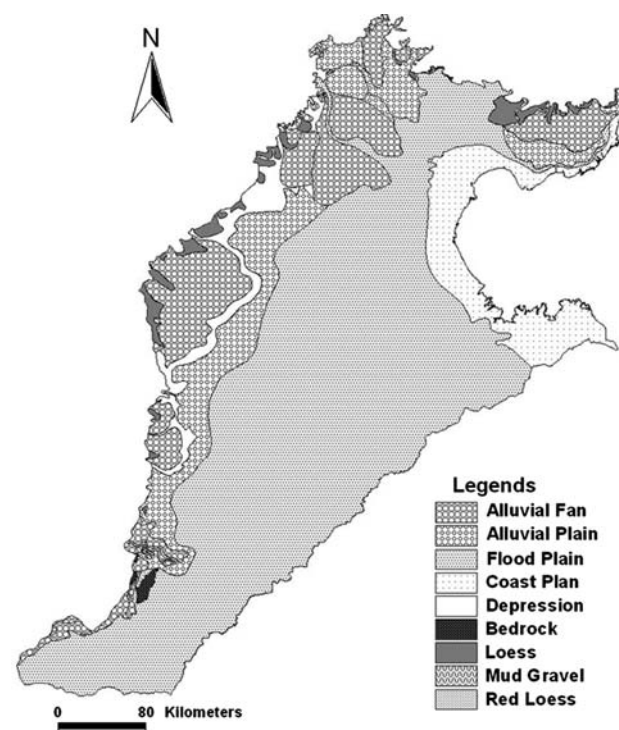 N
Legends
Alluvial Fan
Alluvial Plain
Flood Plain
Coast Plan
Depression
Bedrock
Loess
Mud Gravel
Red Loess
0 80 Kilometers